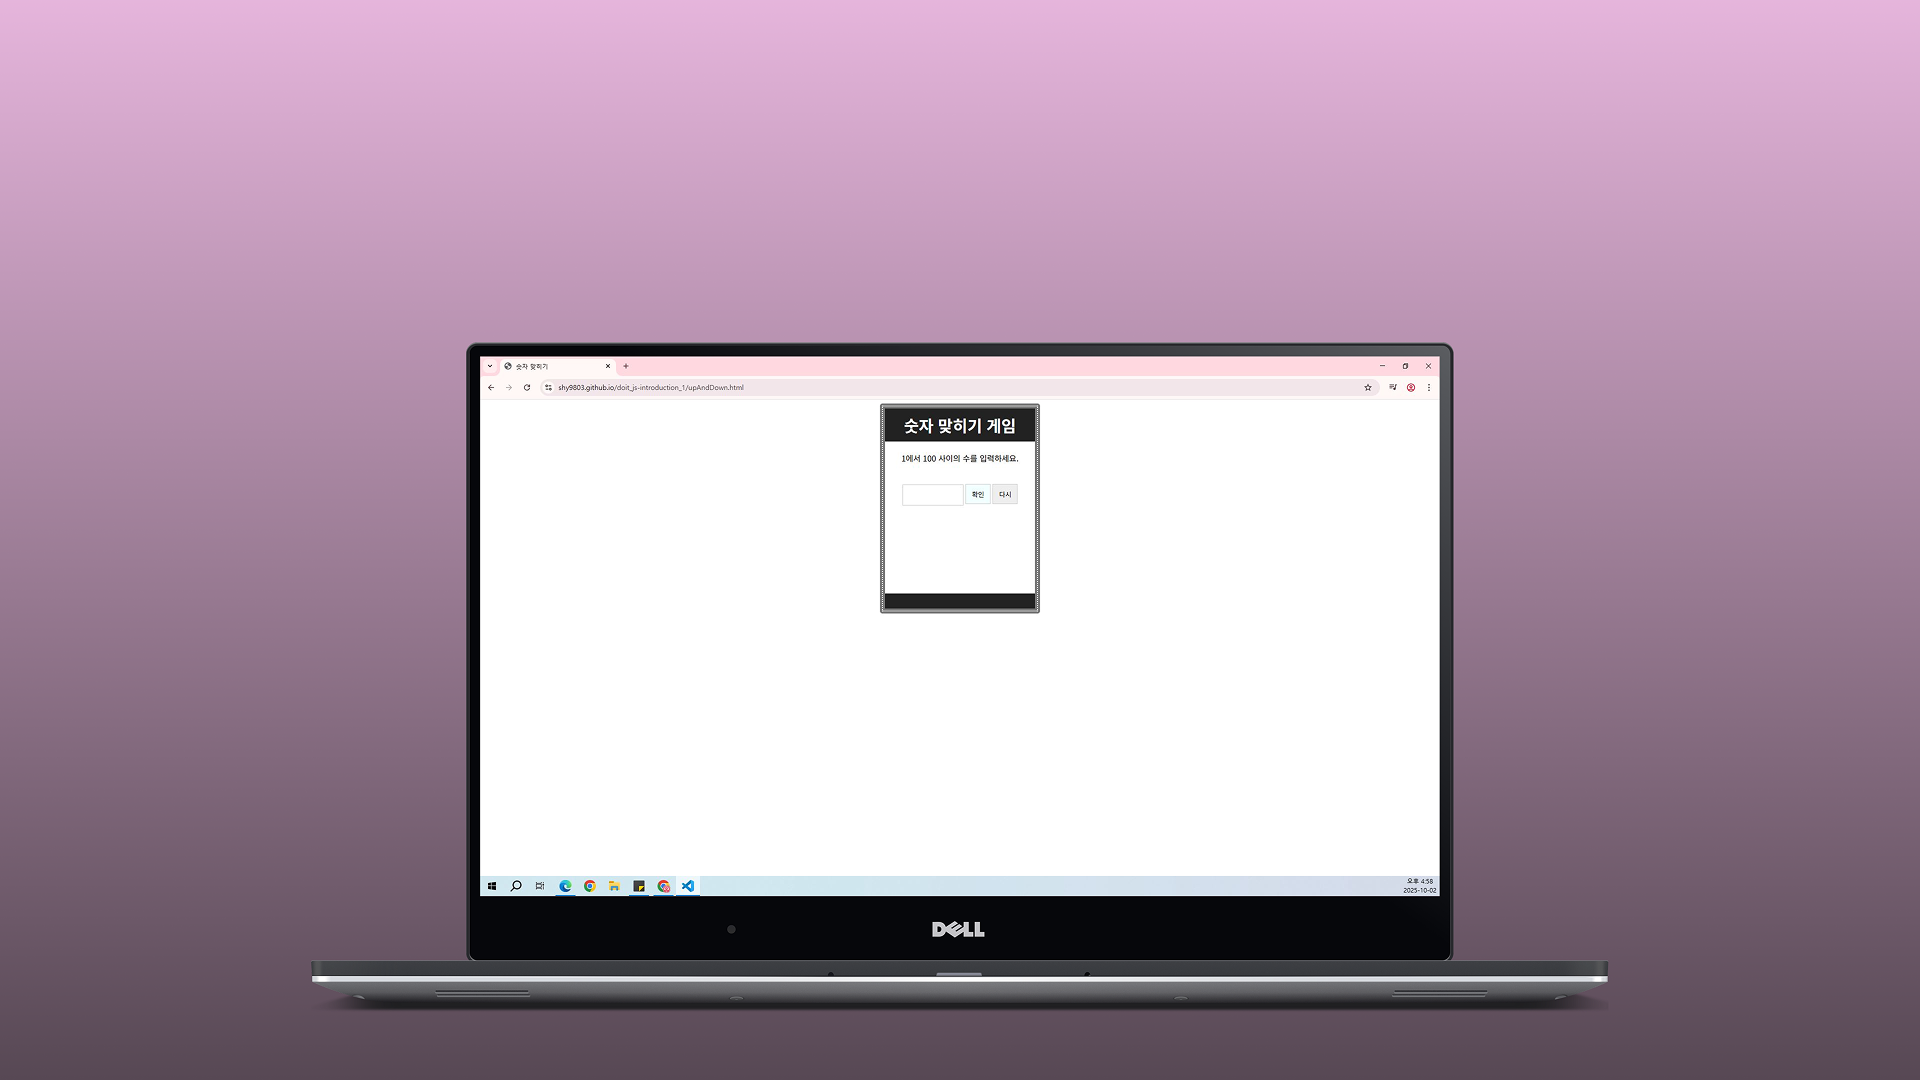 숫자 맞히기
shy9803.github.io/doit_js-introduction_1/upAndDown.html
숫자 맞히기 게임
1에서 100 사이의 수를 입력하세요.
확인 다시
오후 4:58
2025-10-02
DELL